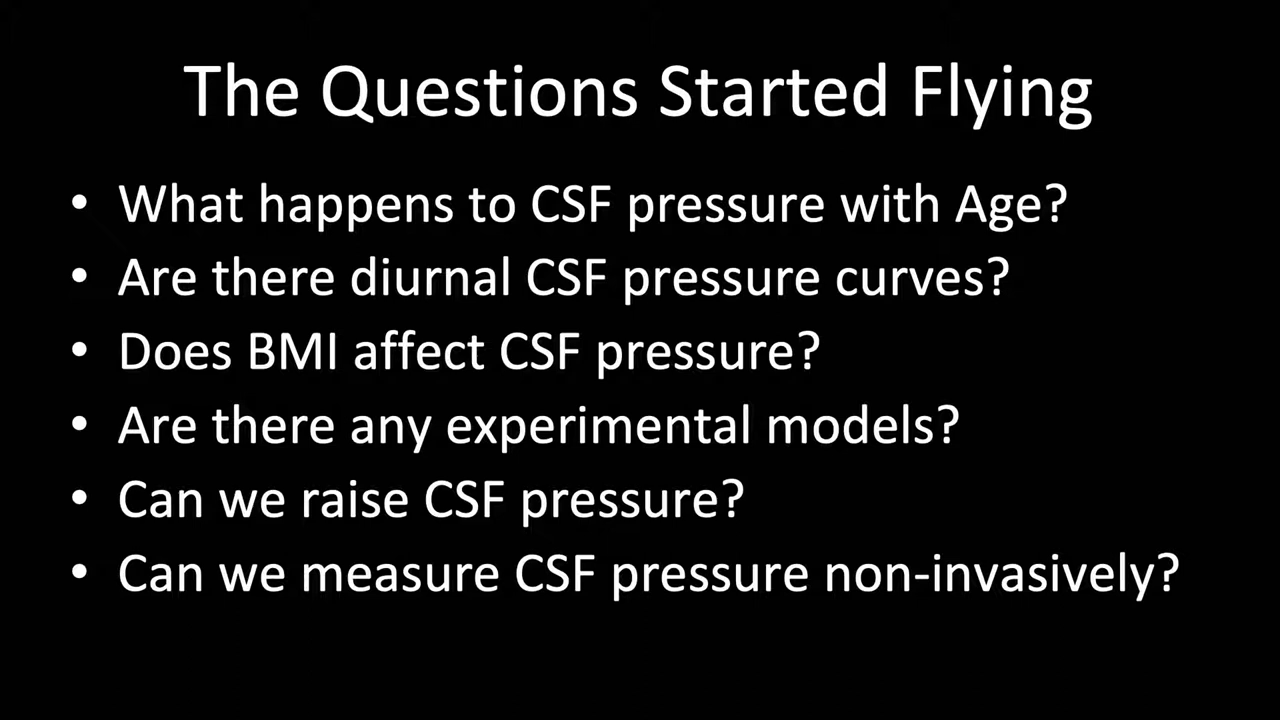 The Questions Started Flying
• What happens to CSF pressure with Age?
• Are there diurnal CSF pressure curves?
• Does BMI affect CSF pressure?
• Are there any experimental models?
• Can we raise CSF pressure?
• Can we measure CSF pressure non-invasively?